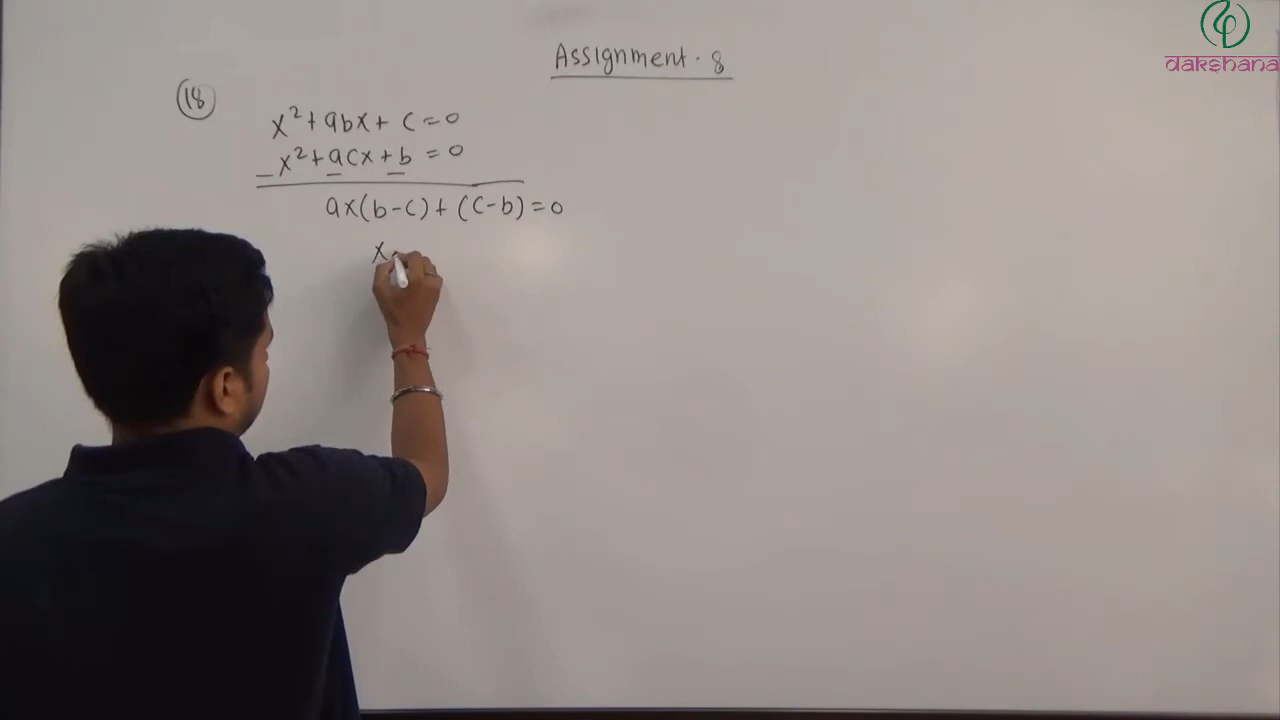 dakshana
Assignment - 8
18
x² + abx + c = 0
x² + acx + b = 0
ax(b-c) + (c-b) = 0
x